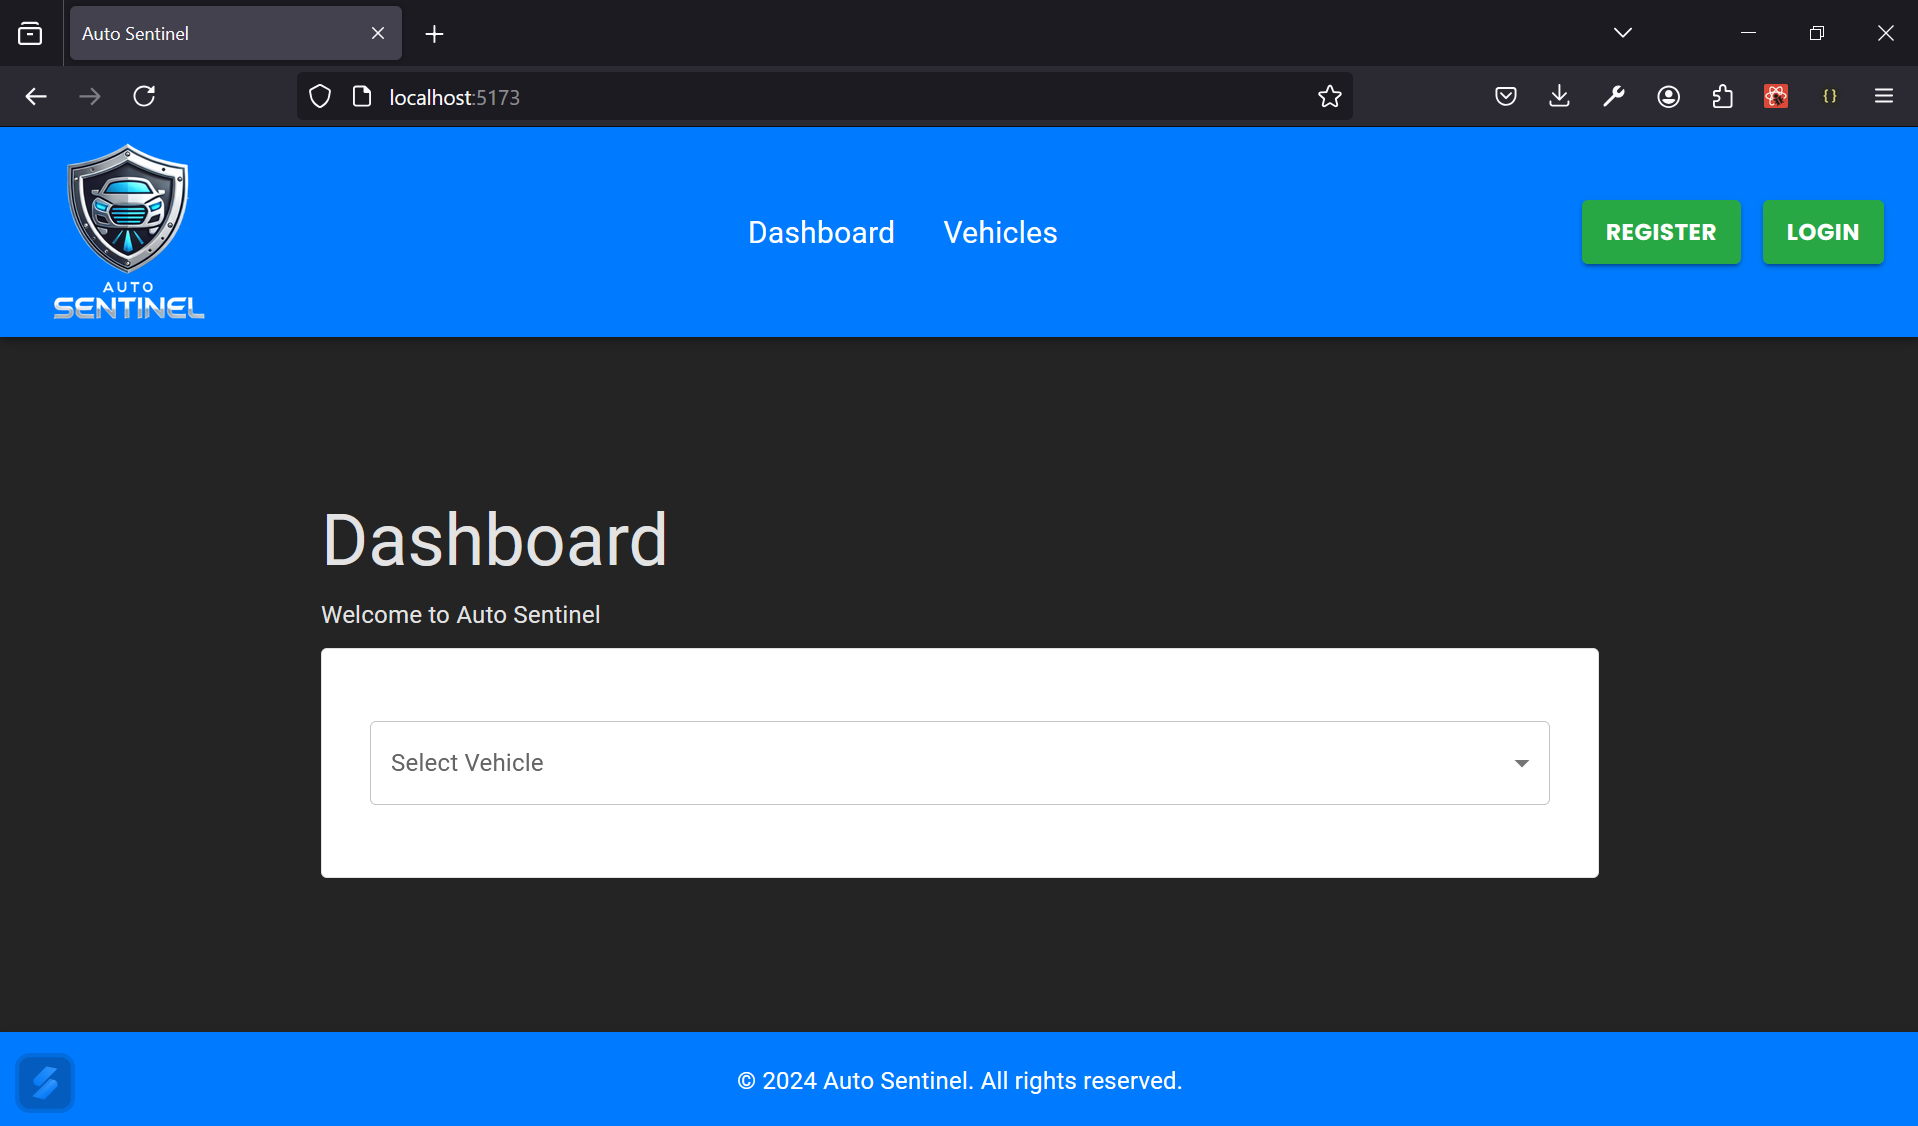 Auto Sentinel
localhost:5173
{}
AUTO
SENTINEL
Dashboard
Vehicles
REGISTER
LOGIN
Dashboard
Welcome to Auto Sentinel
Select Vehicle
© 2024 Auto Sentinel. All rights reserved.